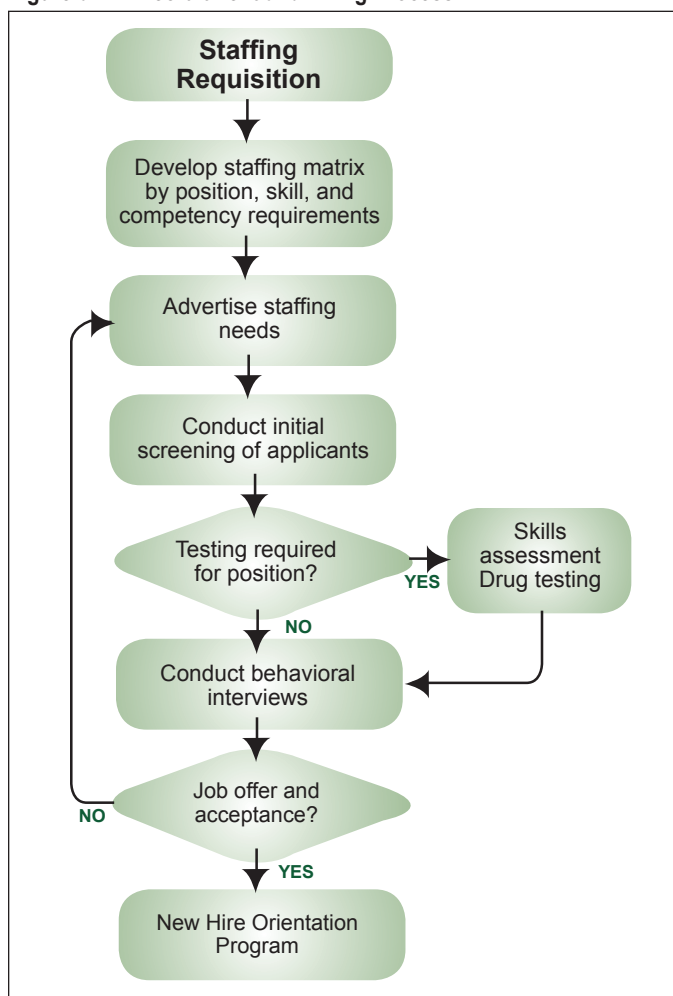 Staffing
Requisition
Develop staffing matrix
by position, skill, and
competency requirements
Advertise staffing
needs
Conduct initial
screening of applicants
Testing required
for position?
YES
Skills
assessment
Drug testing
NO
Conduct behavioral
interviews
Job offer and
acceptance?
NO
YES
New Hire Orientation
Program